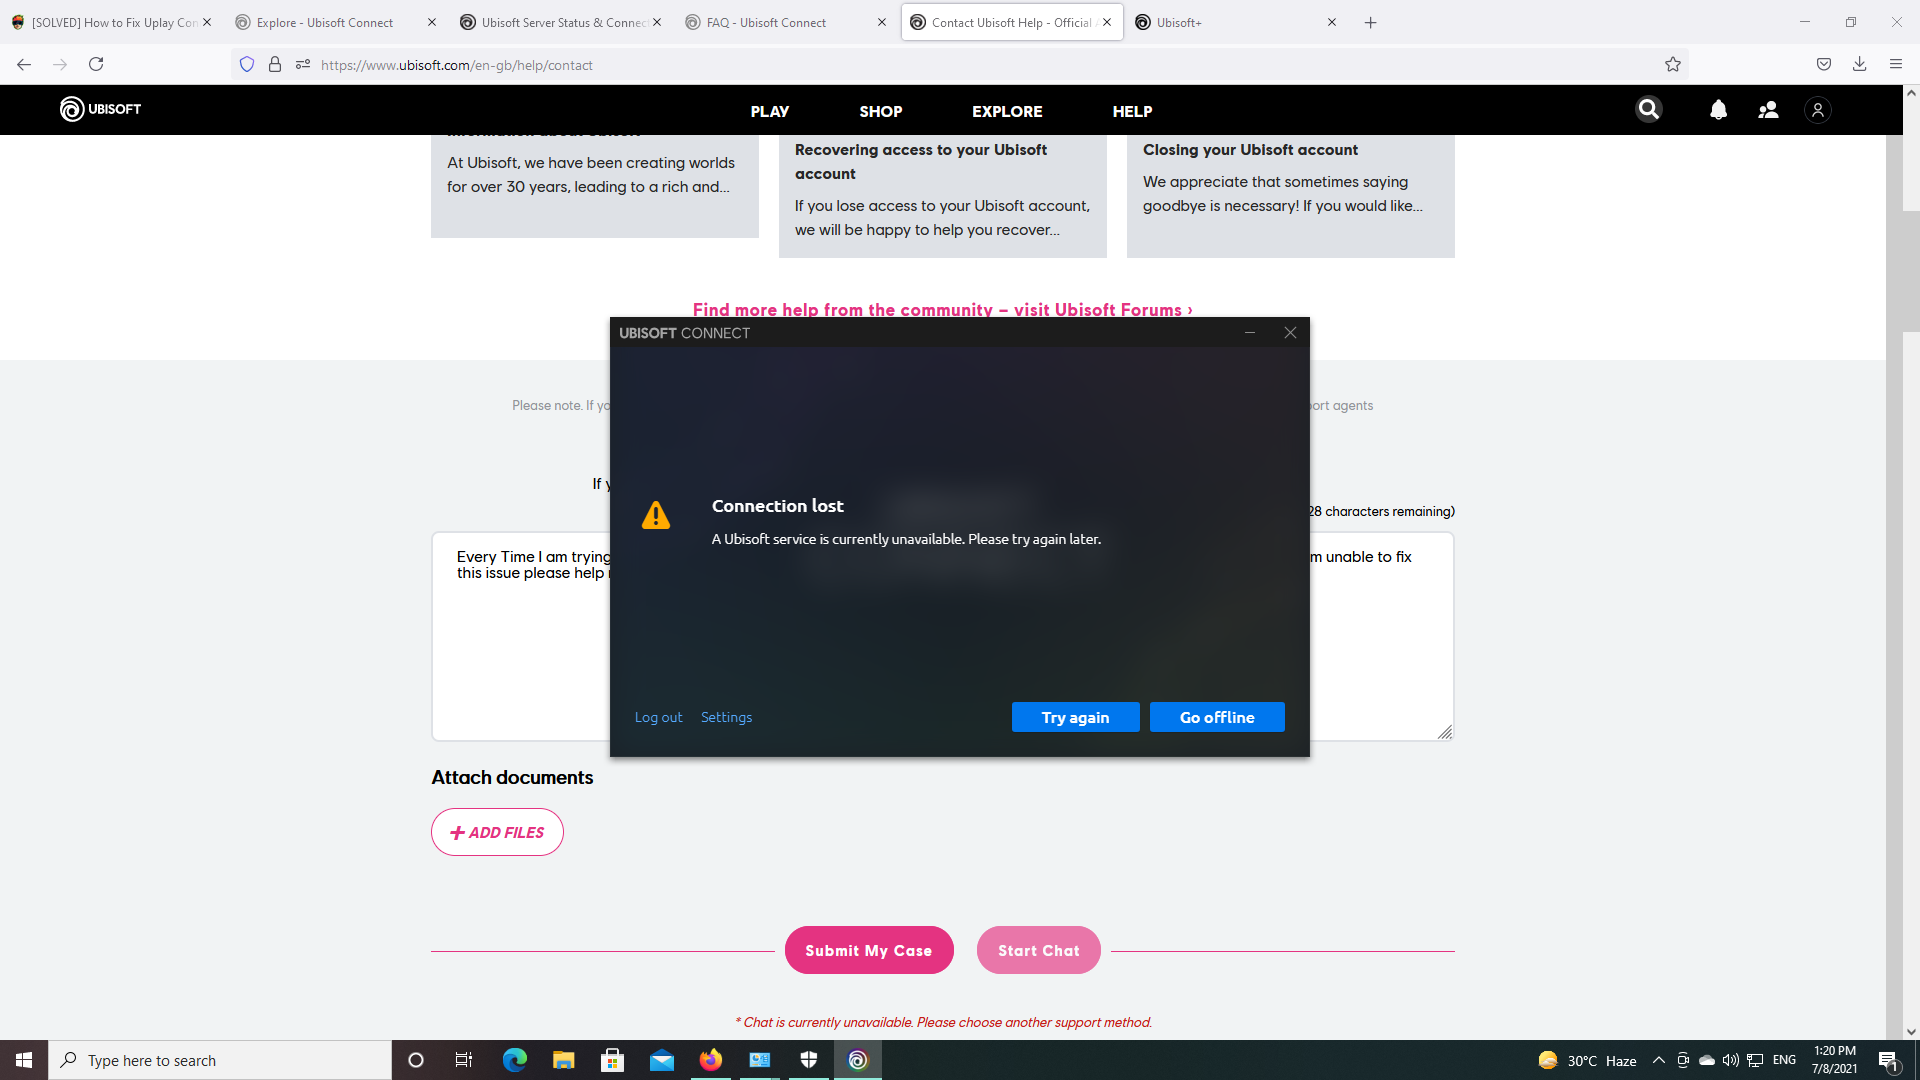 [SOLVED] How to Fix Uplay Con
Explore - Ubisoft Connect
Ubisoft Server Status & Connect
FAQ - Ubisoft Connect
Contact Ubisoft Help - Official
Ubisoft+
https://www.ubisoft.com/en-gb/help/contact
UBISOFT
PLAY
SHOP
EXPLORE
HELP
Information about Ubisoft
At Ubisoft, we have been creating worlds
for over 30 years, leading to a rich and...
Recovering access to your Ubisoft
account
If you lose access to your Ubisoft account,
we will be happy to help you recover...
Closing your Ubisoft account
We appreciate that sometimes saying
goodbye is necessary! If you would like...
Find more help from the community – visit Ubisoft Forums ›
UBISOFT CONNECT
Please note. If yo
ort agents
If y
28 characters remaining)
Every Time I am trying
m unable to fix
this issue please help
Connection lost
A Ubisoft service is currently unavailable. Please try again later.
Log out
Settings
Try again
Go offline
Attach documents
+ ADD FILES
Submit My Case
Start Chat
* Chat is currently unavailable. Please choose another support method.
Type here to search
30°C Haze
ENG
1:20 PM
7/8/2021
1